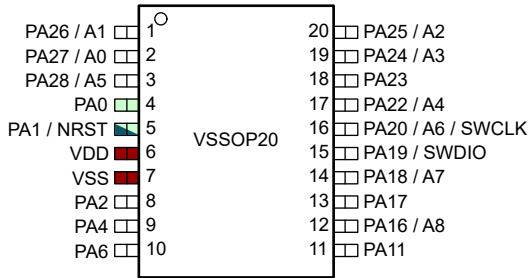 PA26 / A1 1 20 PA25 / A2
PA27 / A0 2 19 PA24 / A3
PA28 / A5 3 18 PA23
PA0 4 17 PA22 / A4
PA1 / NRST 5 16 PA20 / A6 / SWCLK
VSSOP20
VDD 6 15 PA19 / SWDIO
VSS 7 14 PA18 / A7
PA2 8 13 PA17
PA4 9 12 PA16 / A8
PA6 10 11 PA11